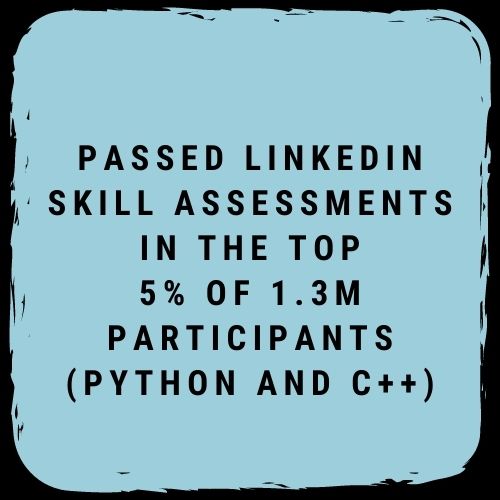 PASSED LINKEDIN
SKILL ASSESSMENTS
IN THE TOP
5% OF 1.3M
PARTICIPANTS
(PYTHON AND C++)